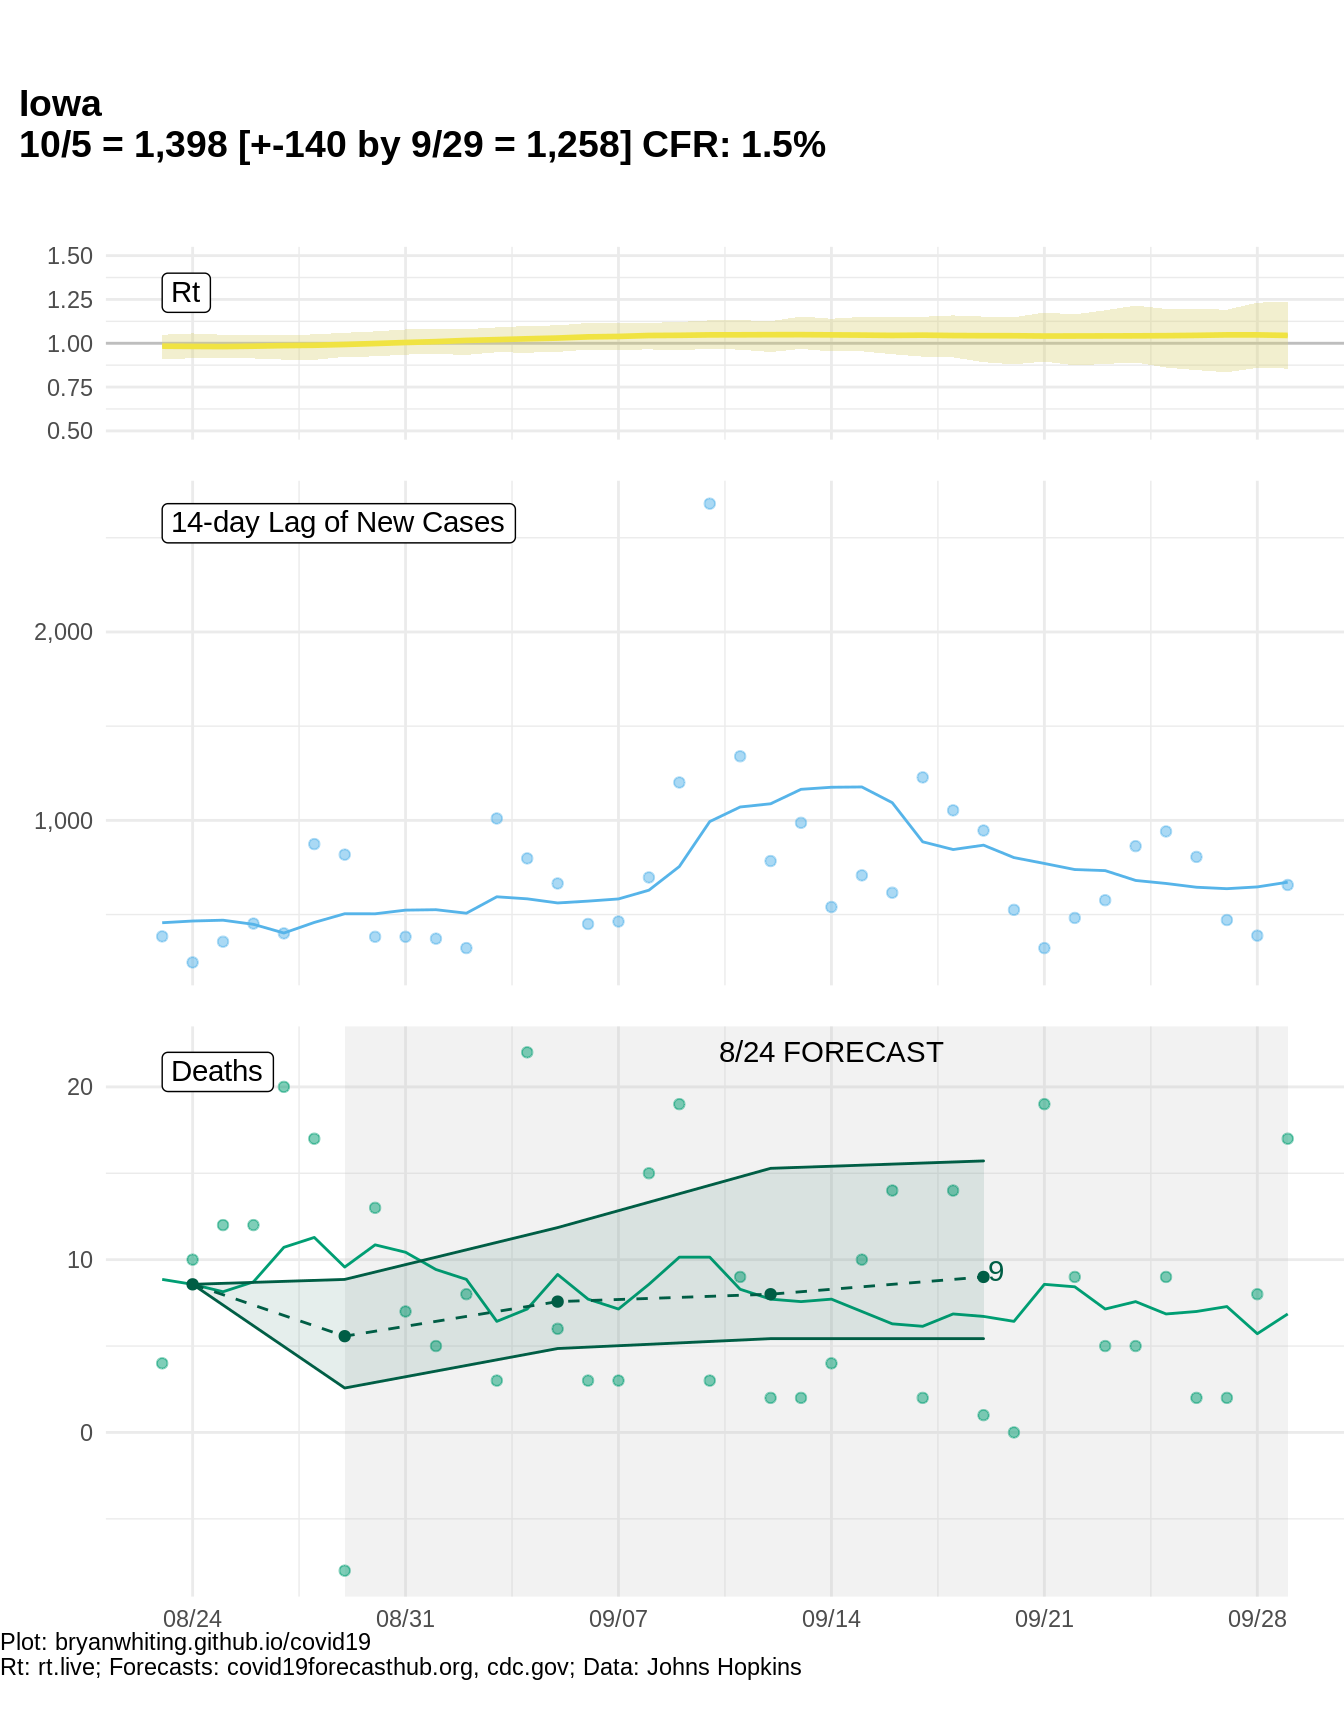 Iowa
10/5 = 1,398 [+-140 by 9/29 = 1,258] CFR: 1.5%
1.50
1.25
1.00
0.75
0.50
Rt
14-day Lag of New Cases
2,000
1,000
Deaths
8/24 FORECAST
20
10
0
9
08/24 08/31 09/07 09/14 09/21 09/28
Plot: bryanwhiting.github.io/covid19
Rt: rt.live; Forecasts: covid19forecasthub.org, cdc.gov; Data: Johns Hopkins